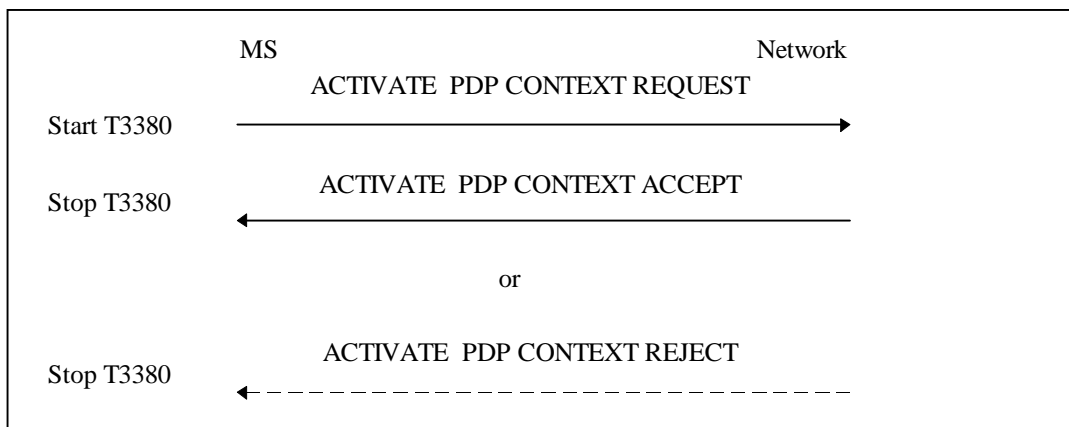 MS Network
ACTIVATE PDP CONTEXT REQUEST
Start T3380
ACTIVATE PDP CONTEXT ACCEPT
Stop T3380
or
ACTIVATE PDP CONTEXT REJECT
Stop T3380